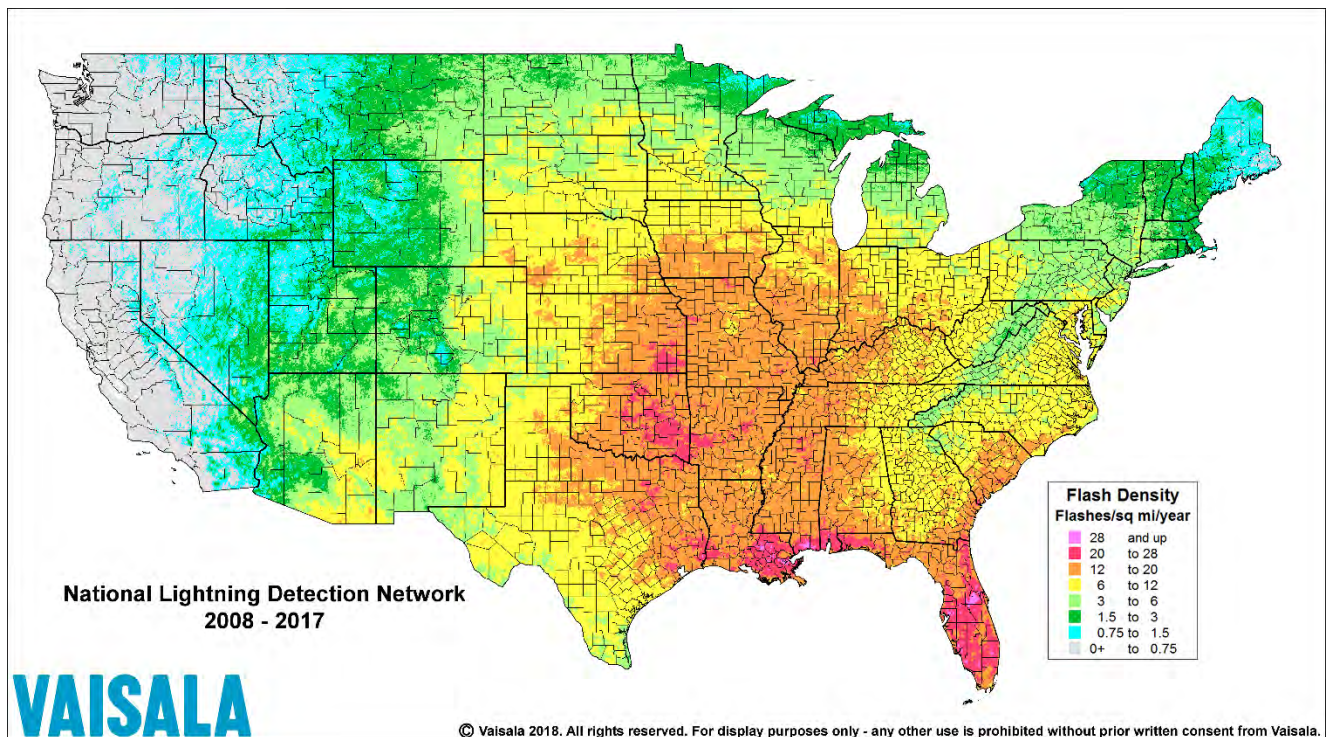 National Lightning Detection Network
2008 - 2017
Flash Density
Flashes/sq mi/year
28 and up
20 to 28
12 to 20
6 to 12
3 to 6
1.5 to 3
0.75 to 1.5
0+ to 0.75
VAISALA
© Vaisala 2018. All rights reserved. For display purposes only - any other use is prohibited without prior written consent from Vaisala.